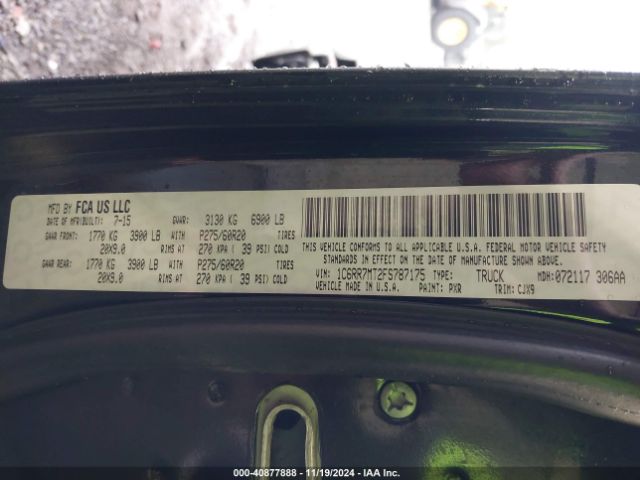 MFD BY FCA US LLC
DATE OF MFR(BUILT): 7-15 GVWR: 3130 KG 6900 LB
GAWR FRONT: 1770 KG 3900 LB WITH P275/60R20 TIRES
20X9.0 RIMS AT 270 KPA ( 39 PSI) COLD
GAWR REAR: 1770 KG 3900 LB WITH P275/60R20 TIRES
20X9.0 RIMS AT 270 KPA ( 39 PSI) COLD
THIS VEHICLE CONFORMS TO ALL APPLICABLE U.S.A. FEDERAL MOTOR VEHICLE SAFETY
STANDARDS IN EFFECT ON THE DATE OF MANUFACTURE SHOWN ABOVE.
VIN: 1C6RR7MT2FS787175 TYPE: TRUCK MDH: 072117 306AA
VEHICLE MADE IN U.S.A. PAINT: PXR TRIM: CJX9
000-40877888 - 11/19/2024 - IAA Inc.